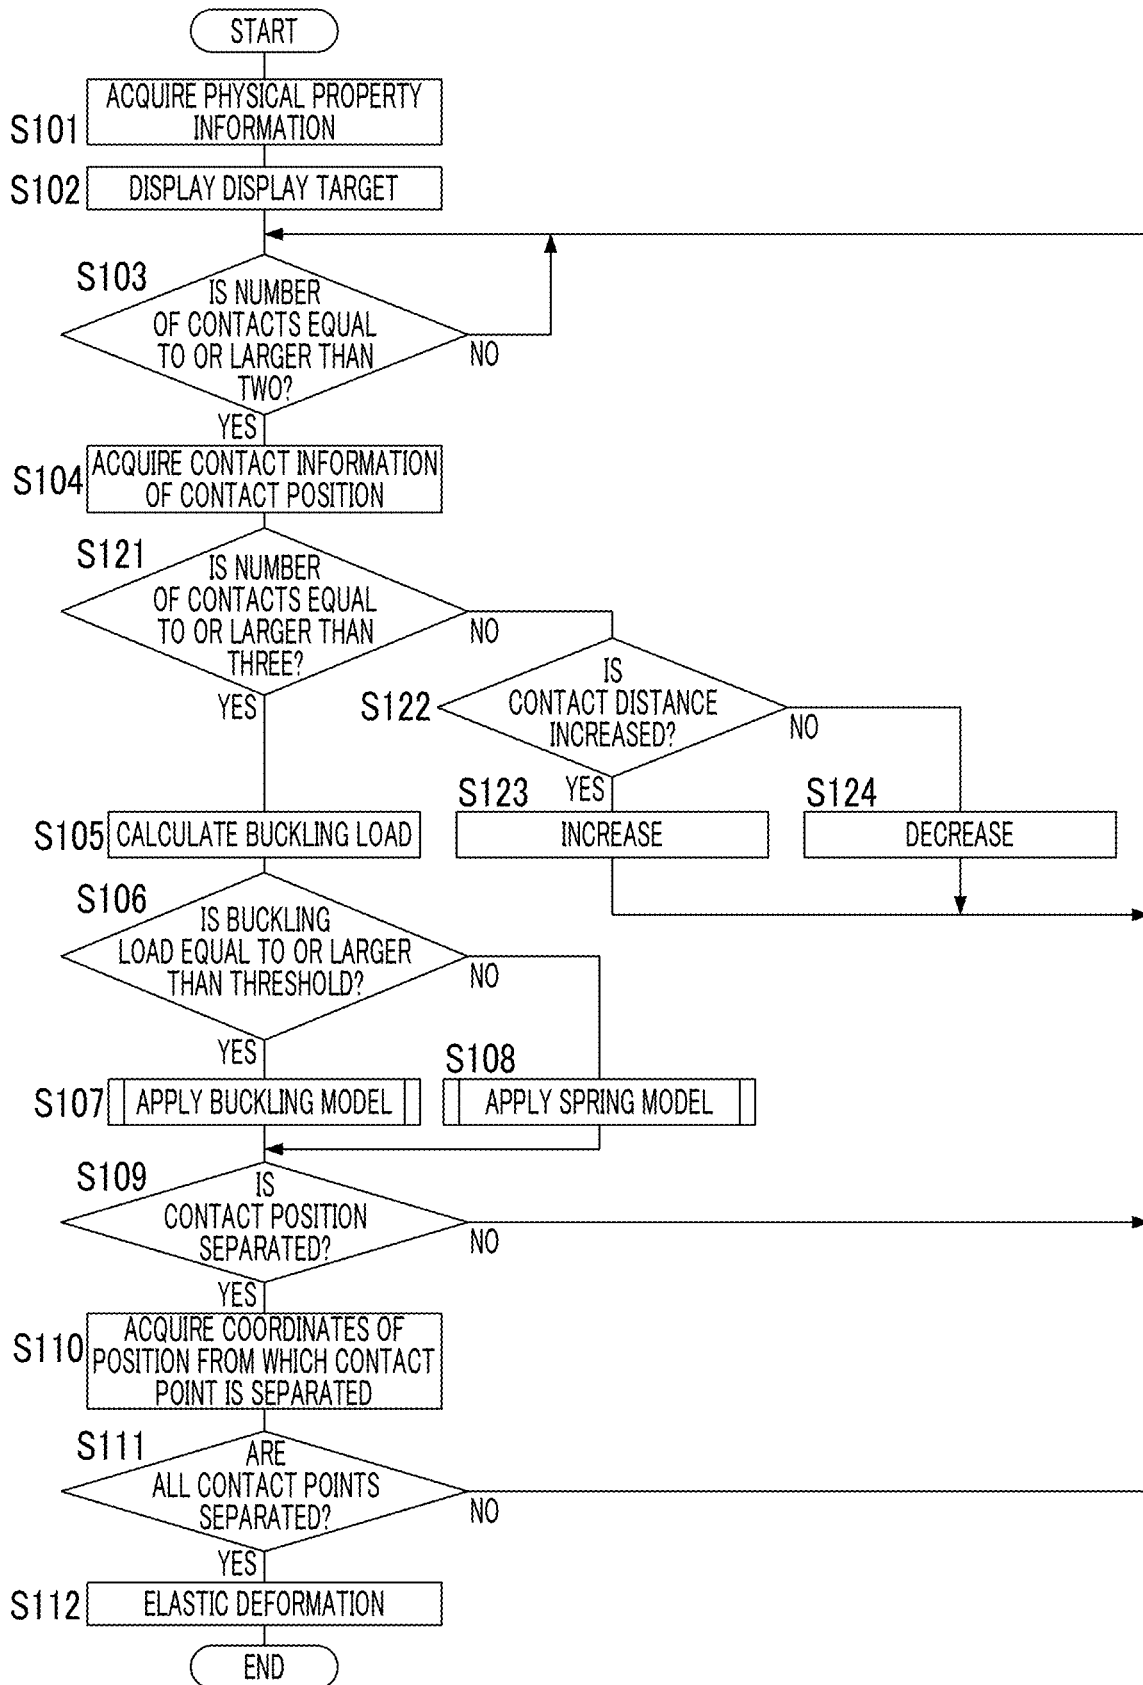 START
ACQUIRE PHYSICAL PROPERTY
INFORMATION
S101
DISPLAY DISPLAY TARGET
S102
S103
IS NUMBER
OF CONTACTS EQUAL
TO OR LARGER THAN
TWO?
NO
YES
ACQUIRE CONTACT INFORMATION
OF CONTACT POSITION
S104
S121
IS NUMBER
OF CONTACTS EQUAL
TO OR LARGER THAN
THREE?
NO
YES
S122
IS
CONTACT DISTANCE
INCREASED?
NO
YES
S123
INCREASE
S124
DECREASE
S105
CALCULATE BUCKLING LOAD
S106
IS BUCKLING
LOAD EQUAL TO OR LARGER
THAN THRESHOLD?
NO
YES
S107
APPLY BUCKLING MODEL
S108
APPLY SPRING MODEL
S109
IS
CONTACT POSITION
SEPARATED?
NO
YES
S110
ACQUIRE COORDINATES OF
POSITION FROM WHICH CONTACT
POINT IS SEPARATED
S111
ARE
ALL CONTACT POINTS
SEPARATED?
NO
YES
S112
ELASTIC DEFORMATION
END